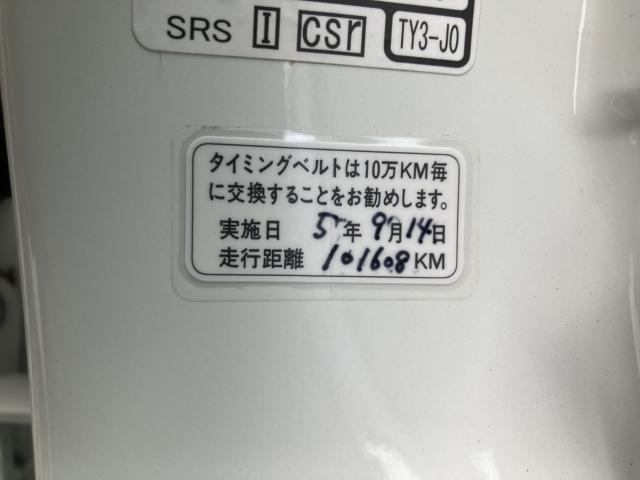 SRS I csr TY3-J0
タイミングベルトは10万KM毎
に交換することをお勧めします。
実施日 5年 9月 14日
走行距離 101608 KM